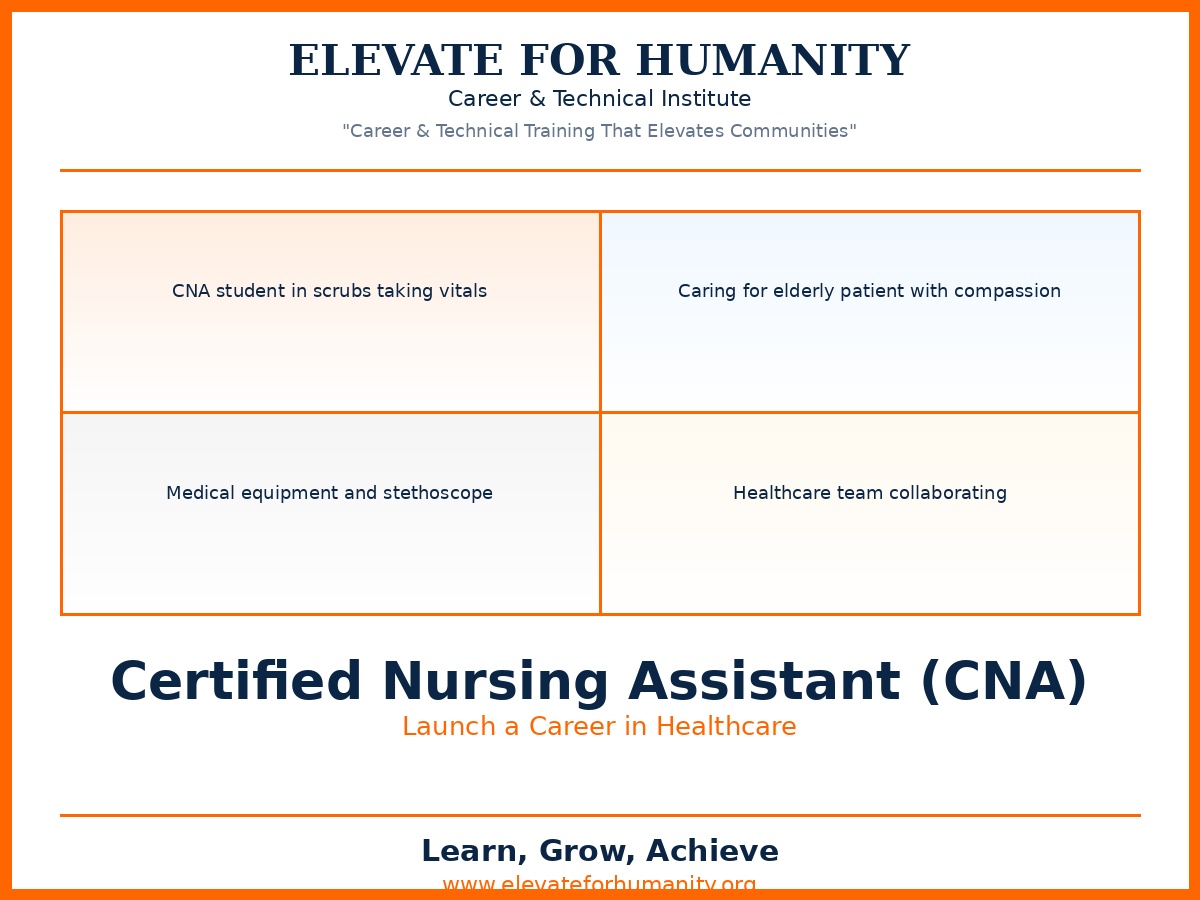 ELEVATE FOR HUMANITY
Career & Technical Institute
"Career & Technical Training That Elevates Communities"
CNA student in scrubs taking vitals
Caring for elderly patient with compassion
Medical equipment and stethoscope
Healthcare team collaborating
Certified Nursing Assistant (CNA)
Launch a Career in Healthcare
Learn, Grow, Achieve
www.elevateforhumanity.org